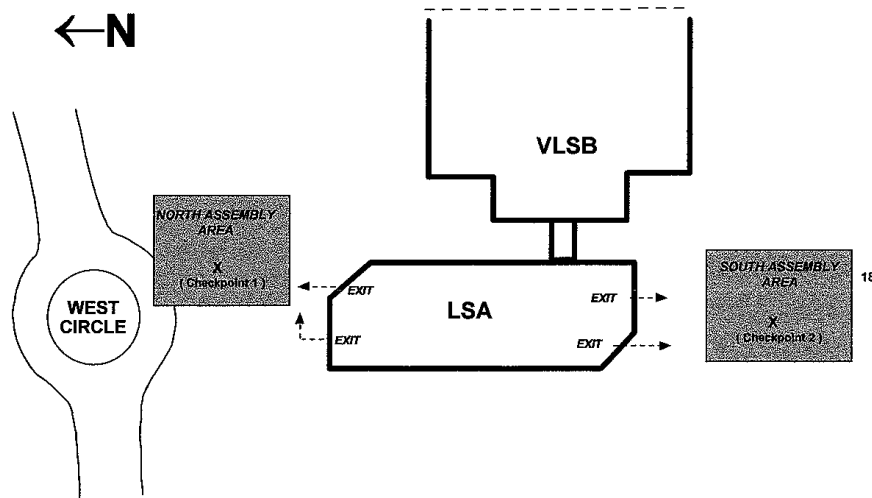 ←N
VLSB
NORTH ASSEMBLY
AREA
X
( Checkpoint 1 )
WEST
CIRCLE
EXIT
EXIT
LSA
EXIT
EXIT
SOUTH ASSEMBLY
AREA
X
( Checkpoint 2 )
18